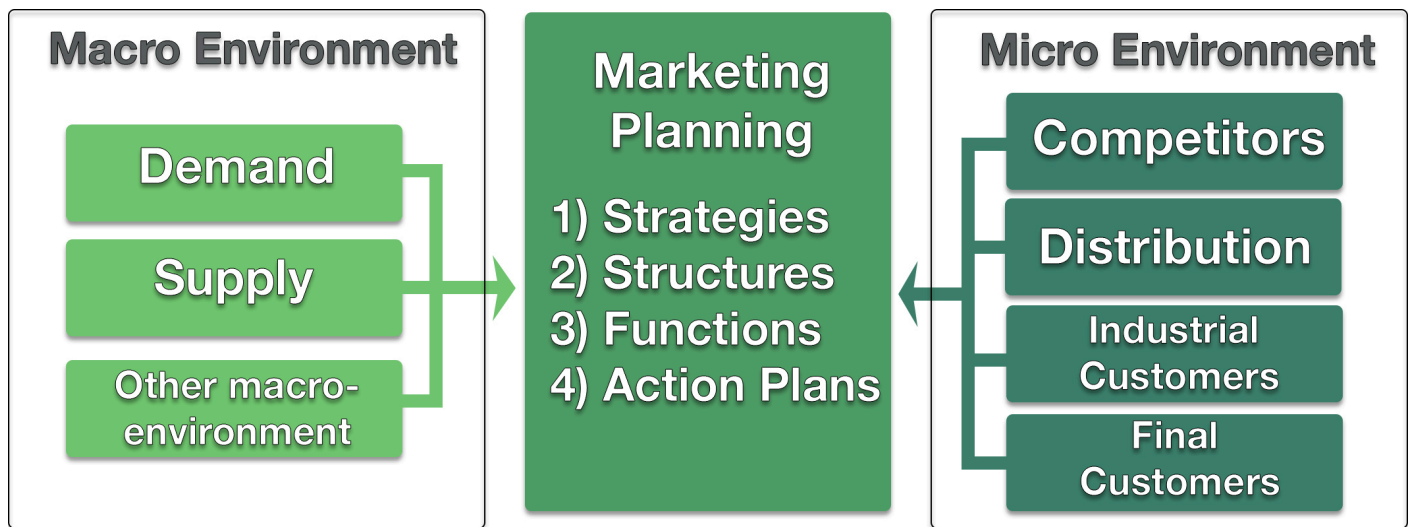 Macro Environment
Demand
Supply
Other macro-
environment
Marketing
Planning
1) Strategies
2) Structures
3) Functions
4) Action Plans
Micro Environment
Competitors
Distribution
Industrial
Customers
Final
Customers